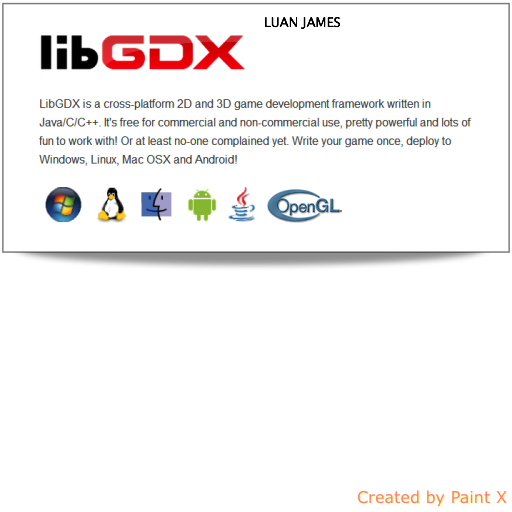 LUAN JAMES
libGDX
LibGDX is a cross-platform 2D and 3D game development framework written in
Java/C/C++. It's free for commercial and non-commercial use, pretty powerful and lots of
fun to work with! Or at least no-one complained yet. Write your game once, deploy to
Windows, Linux, Mac OSX and Android!
OpenGL
Created by Paint X